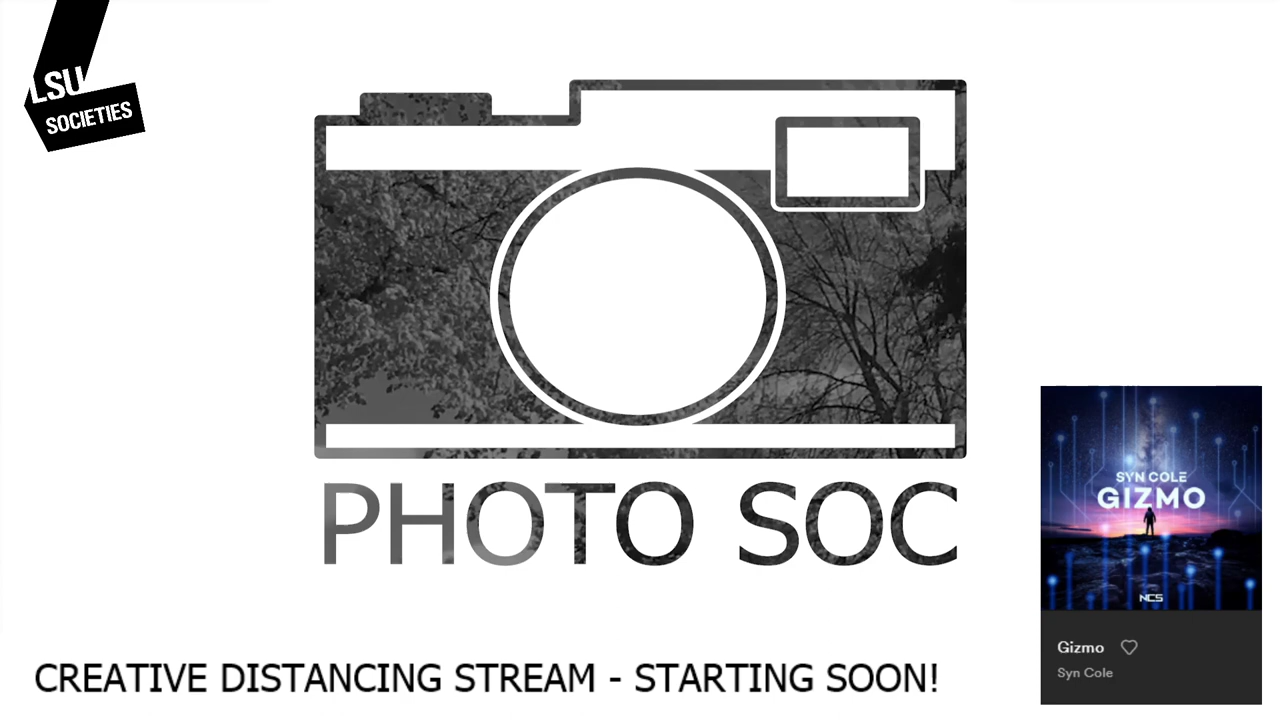 LSU
SOCIETIES
PHOTO SOC
SYN COLE
GIZMO
NCS
Gizmo
Syn Cole
CREATIVE DISTANCING STREAM - STARTING SOON!